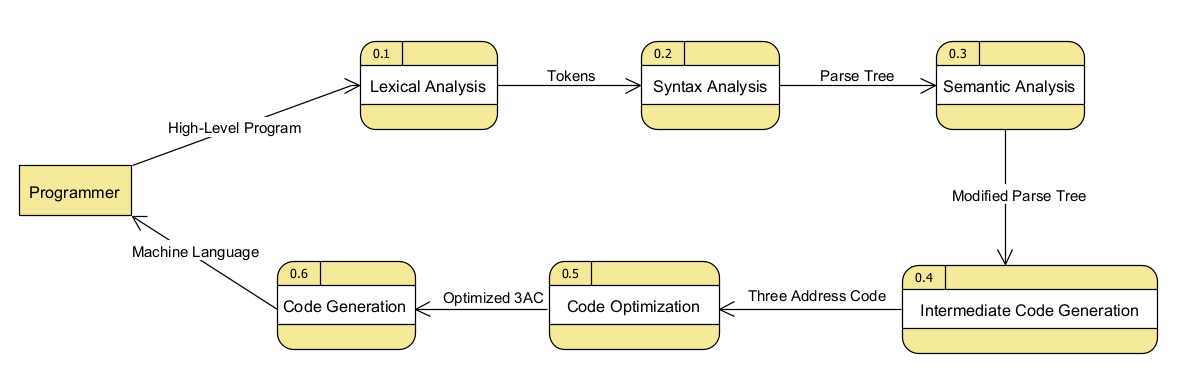 0.1
Lexical Analysis
Tokens
0.2
Syntax Analysis
Parse Tree
0.3
Semantic Analysis
High-Level Program
Programmer
Modified Parse Tree
Machine Language
0.6
Code Generation
Optimized 3AC
0.5
Code Optimization
Three Address Code
0.4
Intermediate Code Generation